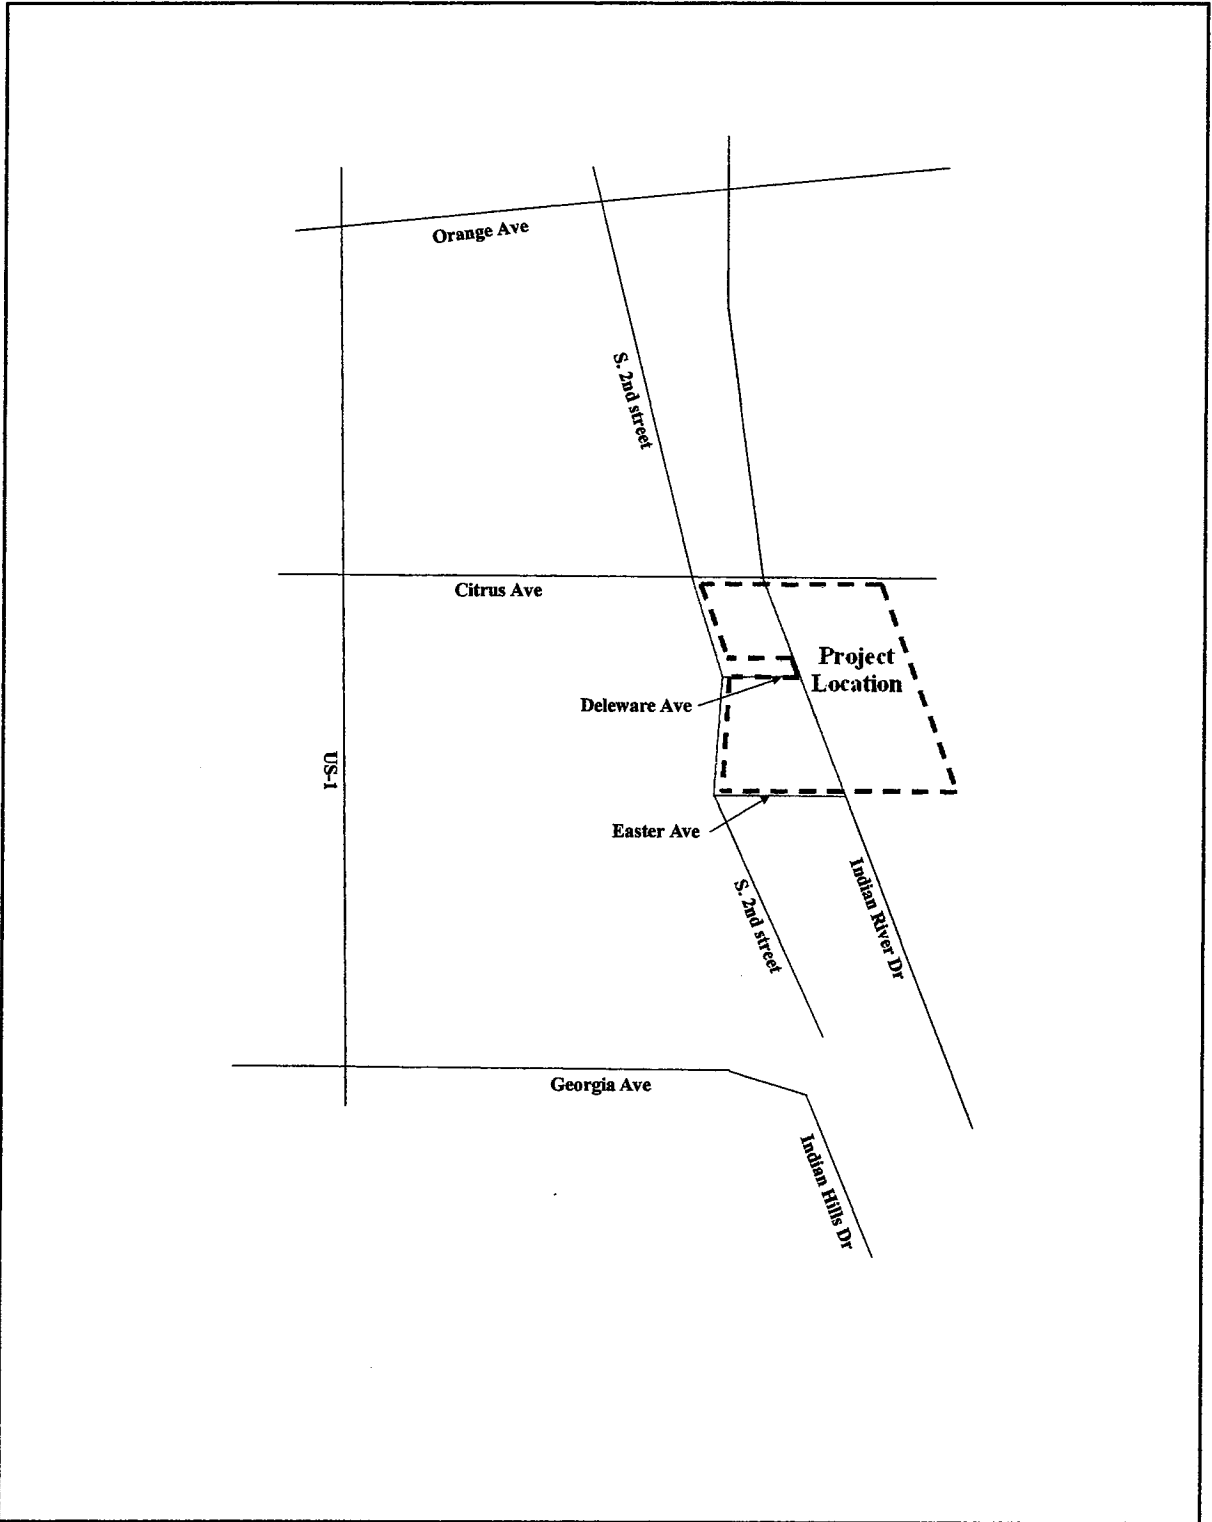 Orange Ave
S. 2nd street
Citrus Ave
Project
Location
Deleware Ave
US-1
Easter Ave
Indian River Dr
S. 2nd street
Georgia Ave
Indian Hills Dr